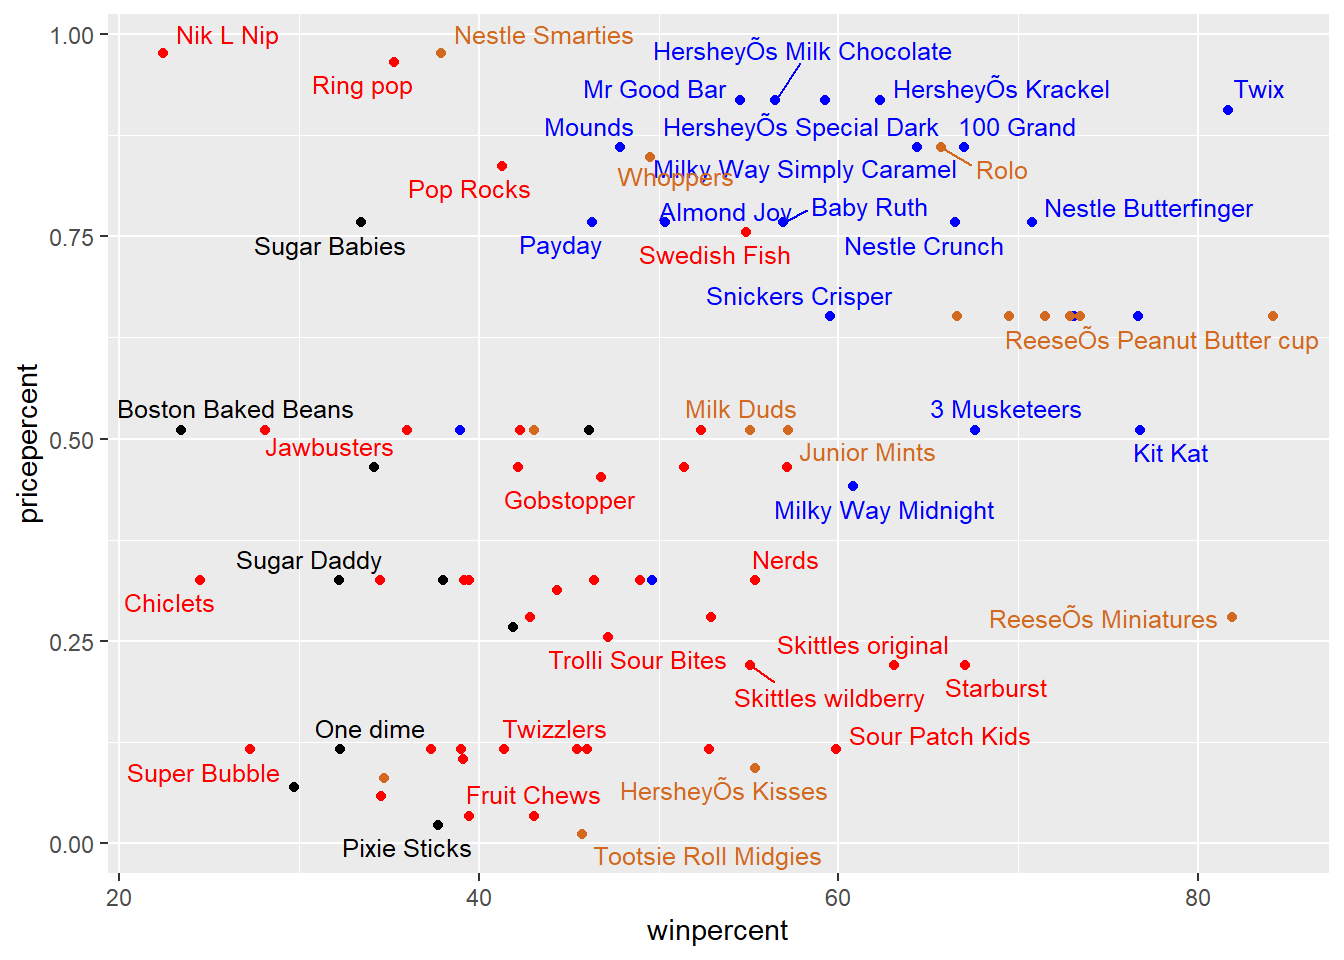 1.00
Nik L Nip
Nestle Smarties
HersheyÕs Milk Chocolate
Ring pop
Mr Good Bar
HersheyÕs Krackel
Twix
Mounds
HersheyÕs Special Dark
100 Grand
Milky Way Simply Caramel
Rolo
Whoppers
Pop Rocks
Almond Joy
Baby Ruth
Nestle Butterfinger
0.75
Sugar Babies
Payday
Nestle Crunch
Swedish Fish
Snickers Crisper
ReeseÕs Peanut Butter cup
pricepercent
Boston Baked Beans
Milk Duds
3 Musketeers
0.50
Jawbusters
Junior Mints
Kit Kat
Gobstopper
Milky Way Midnight
Sugar Daddy
Nerds
Chiclets
ReeseÕs Miniatures
0.25
Skittles original
Trolli Sour Bites
Starburst
Skittles wildberry
One dime
Twizzlers
Sour Patch Kids
Super Bubble
HersheyÕs Kisses
Fruit Chews
0.00
Pixie Sticks
Tootsie Roll Midgies
20
40
60
80
winpercent